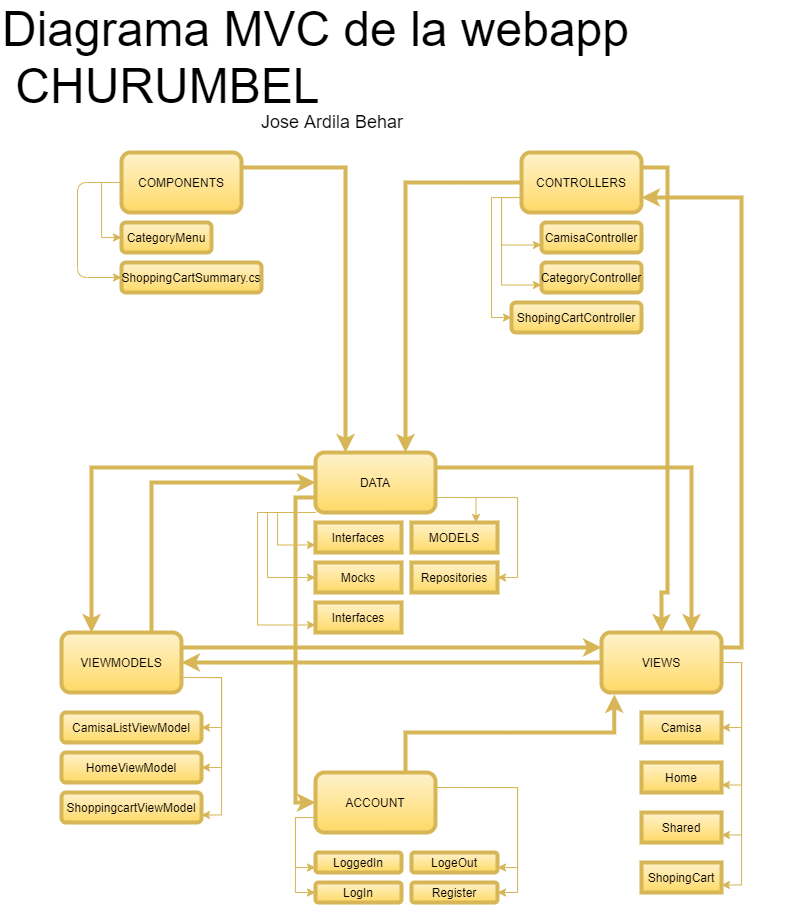 Diagrama MVC de la webapp
CHURUMBEL
Jose Ardila Behar
COMPONENTS
CategoryMenu
ShoppingCartSummary.cs
CONTROLLERS
CamisaController
CategoryController
ShopingCartController
DATA
Interfaces
MODELS
Mocks
Repositories
Interfaces
VIEWMODELS
CamisaListViewModel
HomeViewModel
ShoppingcartViewModel
VIEWS
Camisa
Home
Shared
ShopingCart
ACCOUNT
LoggedIn
LogeOut
LogIn
Register